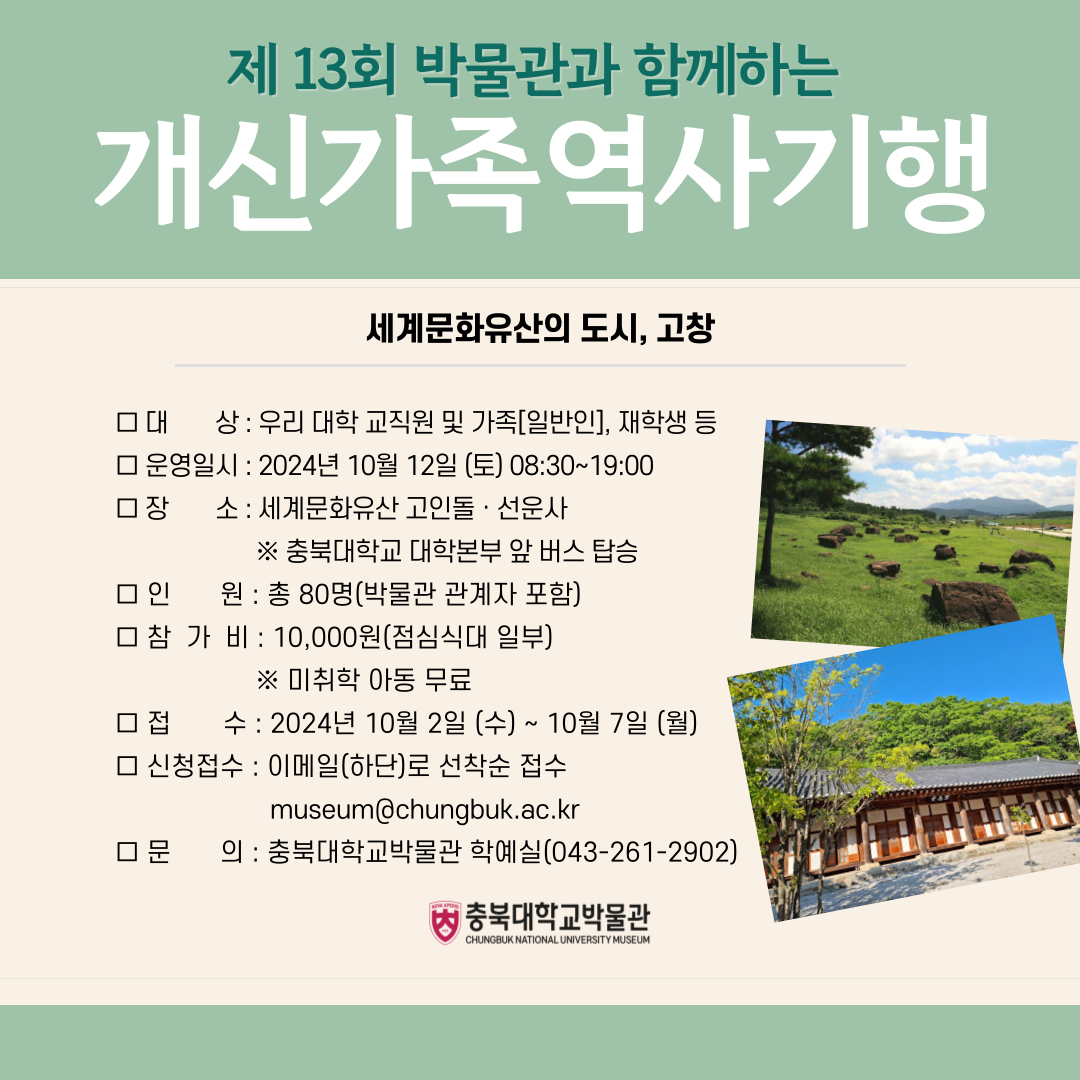 제 13회 박물관과 함께하는
개신가족역사기행
세계문화유산의 도시, 고창
□ 대 상 : 우리 대학 교직원 및 가족[일반인], 재학생 등
□ 운영일시 : 2024년 10월 12일 (토) 08:30~19:00
□ 장 소 : 세계문화유산 고인돌 · 선운사
※ 충북대학교 대학본부 앞 버스 탑승
□ 인 원 : 총 80명(박물관 관계자 포함)
□ 참 가 비 : 10,000원(점심식대 일부)
※ 미취학 아동 무료
□ 접 수 : 2024년 10월 2일 (수) ~ 10월 7일 (월)
□ 신청접수 : 이메일(하단)로 선착순 접수
museum@chungbuk.ac.kr
□ 문 의 : 충북대학교박물관 학예실(043-261-2902)
충북대학교박물관
CHUNGBUK NATIONAL UNIVERSITY MUSEUM